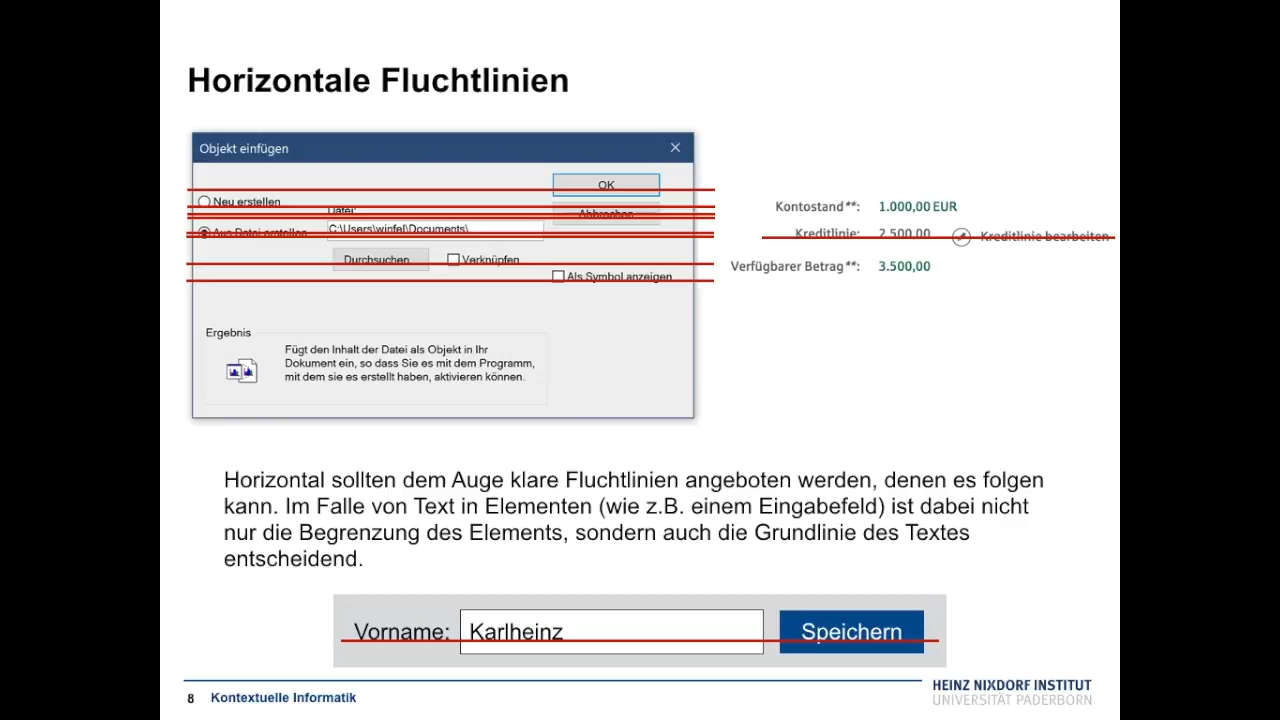 Horizontale Fluchtlinien
Objekt einfügen
OK
Neu erstellen
Datei:
Abbrechen
Aus Datei erstellen
C:\Users\winfel\Documents\
Durchsuchen
Verknüpfen
Als Symbol anzeigen
Ergebnis
Fügt den Inhalt der Datei als Objekt in Ihr
Dokument ein, so dass Sie es mit dem Programm,
mit dem sie es erstellt haben, aktivieren können.
Kontostand**: 1.000,00 EUR
Kreditlinie: 2.500,00 Kreditlinie bearbeiten
Verfügbarer Betrag**: 3.500,00
Horizontal sollten dem Auge klare Fluchtlinien angeboten werden, denen es folgen
kann. Im Falle von Text in Elementen (wie z.B. einem Eingabefeld) ist dabei nicht
nur die Begrenzung des Elements, sondern auch die Grundlinie des Textes
entscheidend.
Vorname: Karlheinz Speichern
8 Kontextuelle Informatik
HEINZ NIXDORF INSTITUT
UNIVERSITÄT PADERBORN